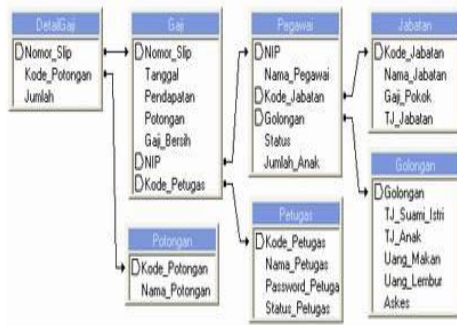 DetailGaji
Nomor_Slip
Kode_Potongan
Jumlah
Gaji
Nomor_Slip
Tanggal
Pendapatan
Potongan
Gaji_Bersih
NIP
Kode_Petugas
Pegawai
NIP
Nama_Pegawai
Kode_Jabatan
Golongan
Status
Jumlah_Anak
Jabatan
Kode_Jabatan
Nama_Jabatan
Gaji_Pokok
TJ_Jabatan
Potongan
Kode_Potongan
Nama_Potongan
Petugas
Kode_Petugas
Nama_Petugas
Password_Petuga
Status_Petugas
Golongan
Golongan
TJ_Suami_Istri
TJ_Anak
Uang_Makan
Uang_Lembur
Askes